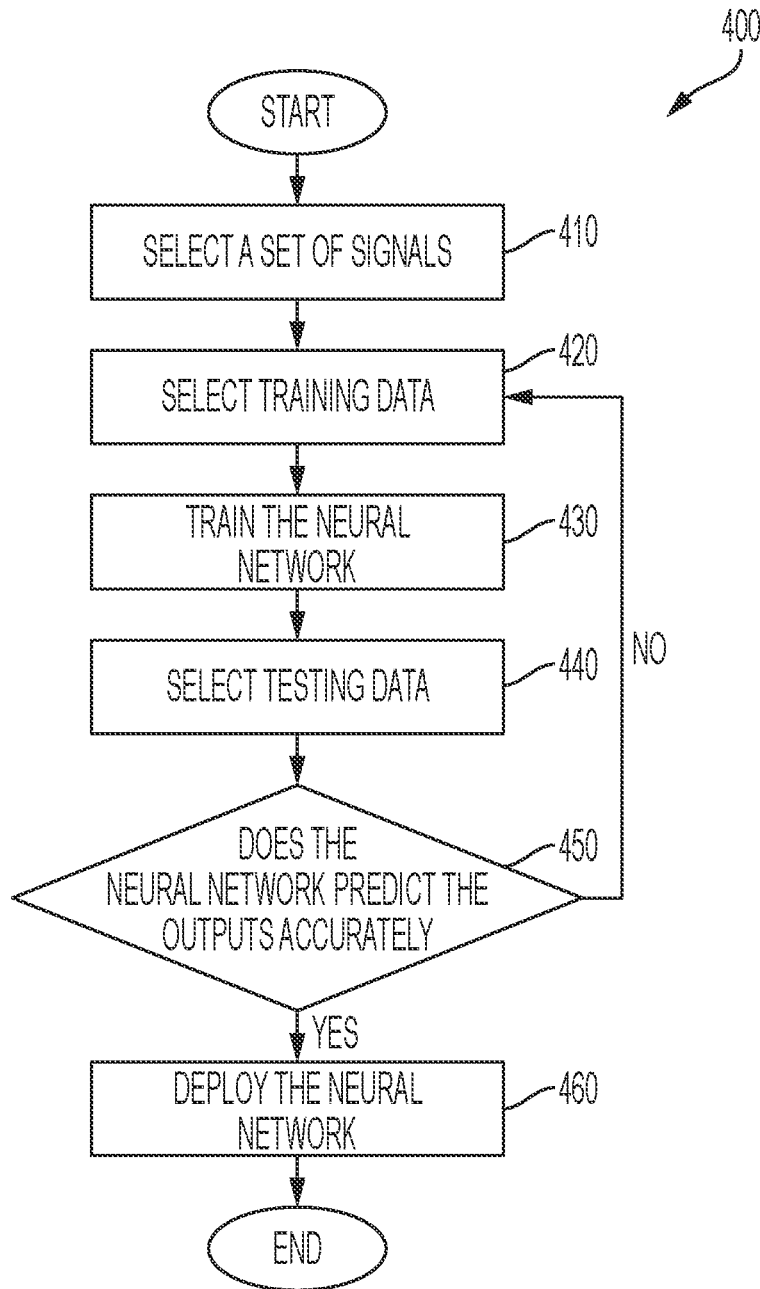 400
START
SELECT A SET OF SIGNALS
410
SELECT TRAINING DATA
420
TRAIN THE NEURAL
NETWORK
430
SELECT TESTING DATA
440
DOES THE
NEURAL NETWORK PREDICT THE
OUTPUTS ACCURATELY
450
NO
YES
DEPLOY THE NEURAL
NETWORK
460
END